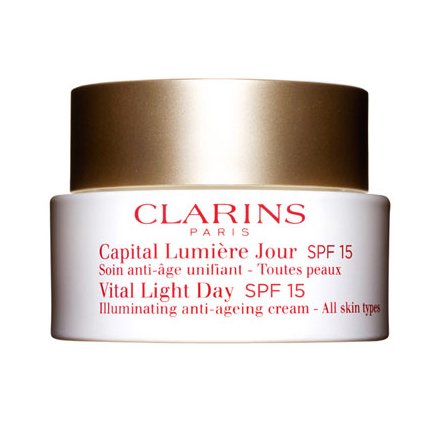 CLARINS
PARIS
Capital Lumière Jour SPF 15
Soin anti-âge unifiant - Toutes peaux
Vital Light Day SPF 15
Illuminating anti-ageing cream - All skin types